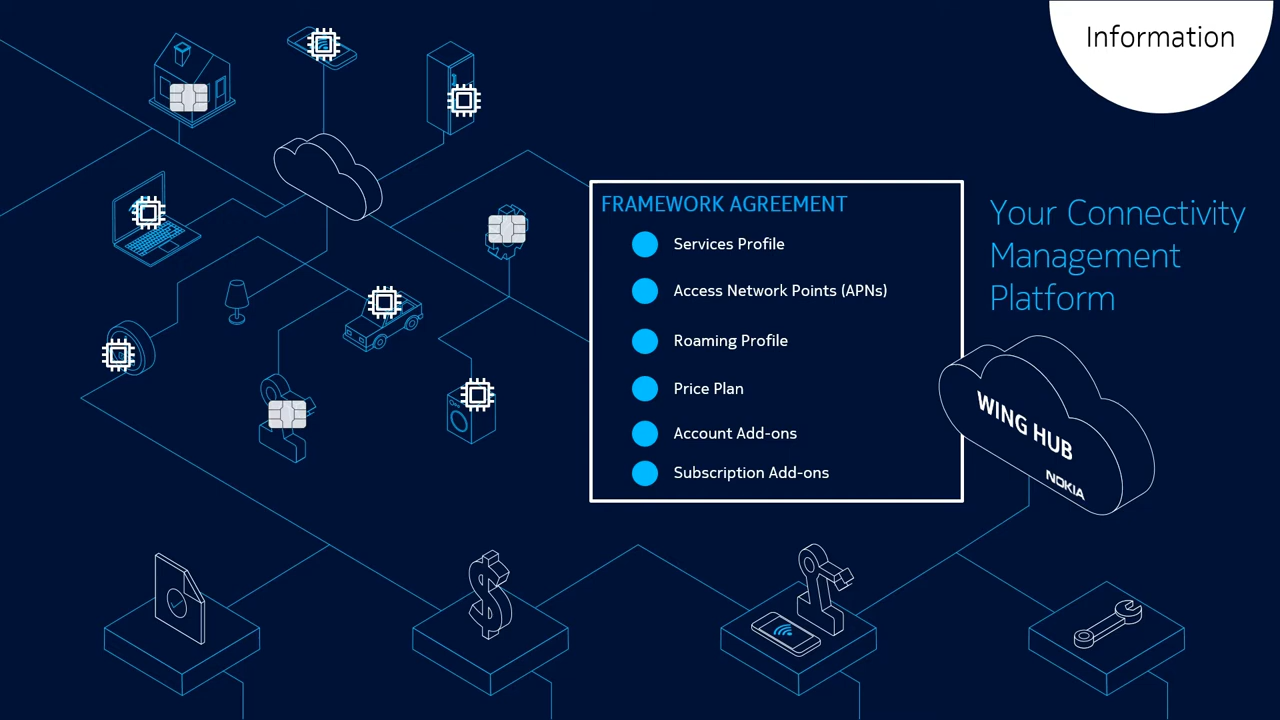 Information
FRAMEWORK AGREEMENT
Services Profile
Access Network Points (APNs)
Roaming Profile
Price Plan
Account Add-ons
Subscription Add-ons
Your Connectivity
Management
Platform
WING HUB
NOKIA